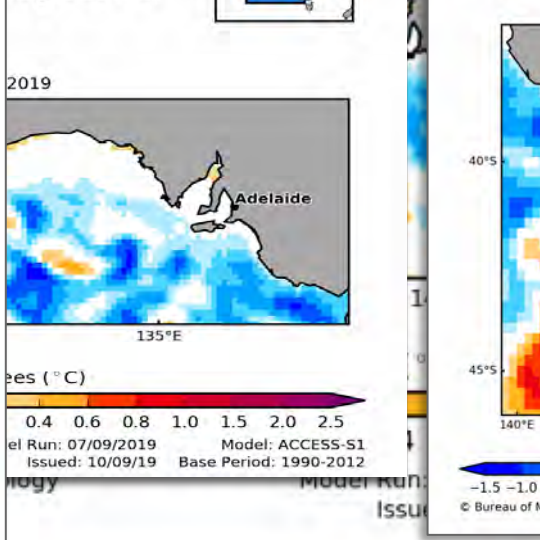 2019
Adelaide
135°E
ees (°C)
0.4 0.6 0.8 1.0 1.5 2.0 2.5
el Run: 07/09/2019 Model: ACCESS-S1
Issued: 10/09/19 Base Period: 1990-2012
ology Model Run:
Issue
40°S
45°S
140°E
−1.5 −1.0
© Bureau of M